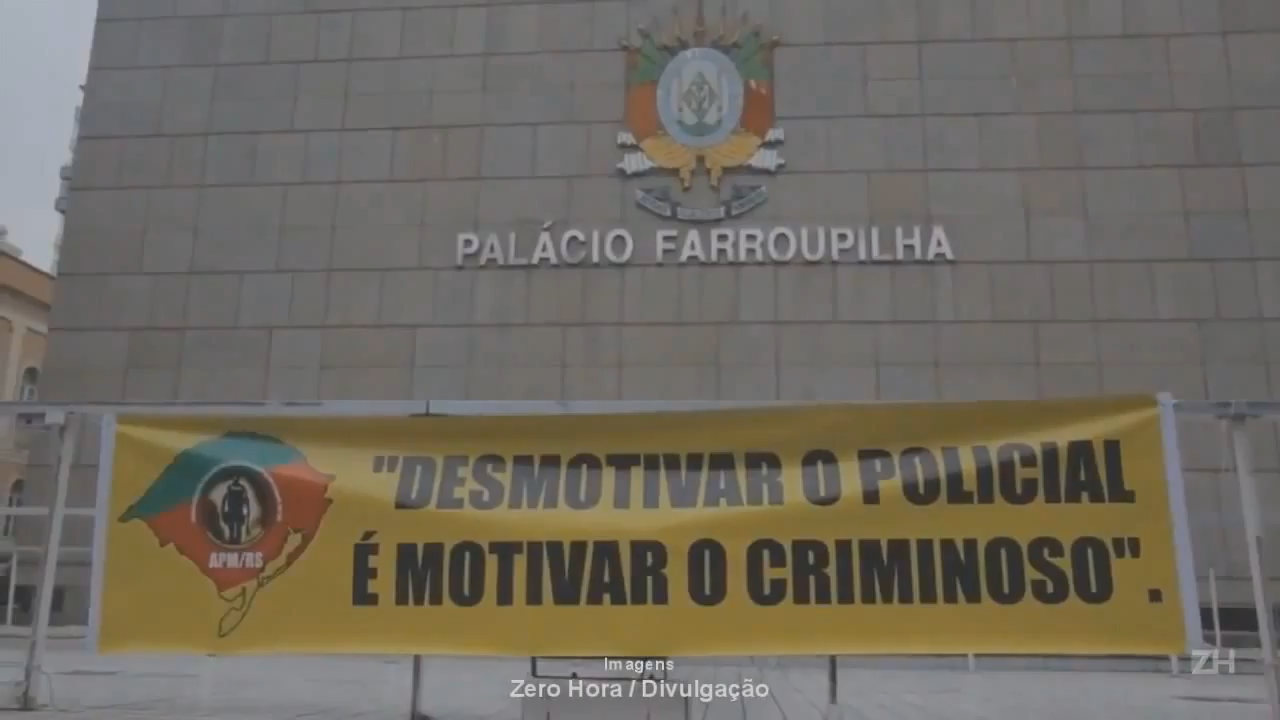 PALÁCIO FARROUPILHA
"DESMOTIVAR O POLICIAL
É MOTIVAR O CRIMINOSO".
APM/RS
Imagens
Zero Hora / Divulgação
ZH